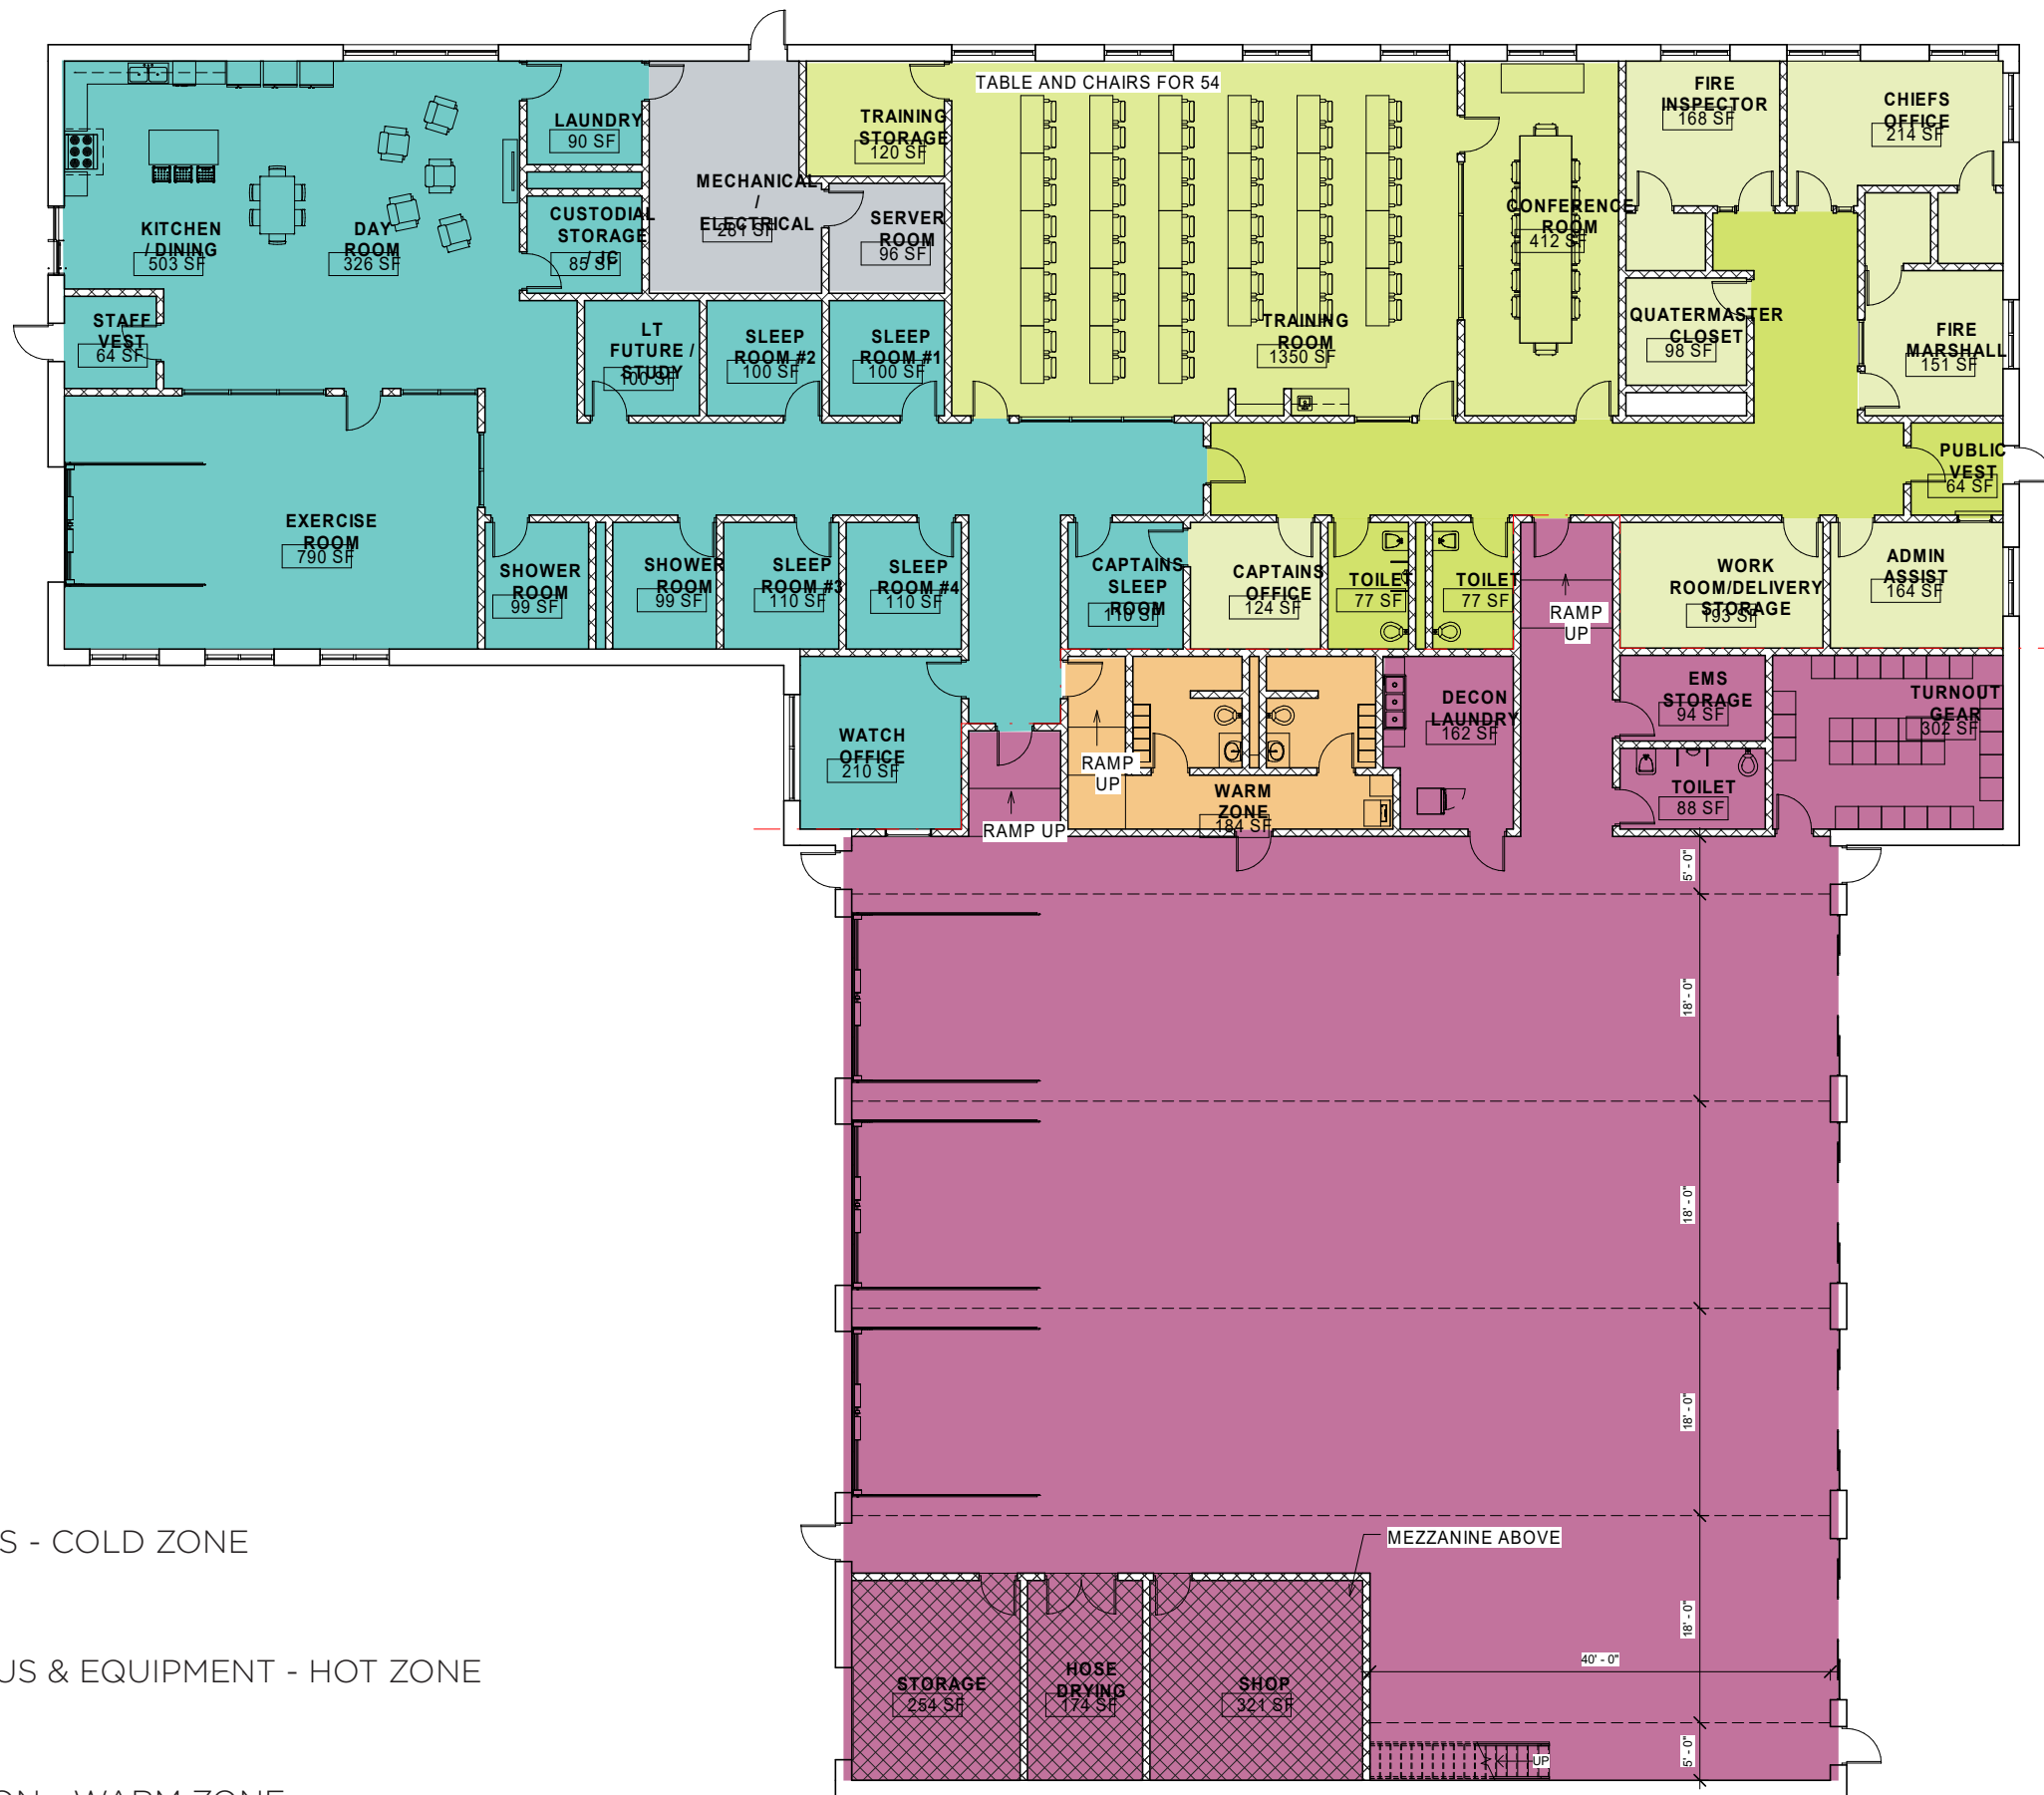 TABLE AND CHAIRS FOR 54
LAUNDRY
90 SF
TRAINING
STORAGE
120 SF
FIRE
INSPECTOR
168 SF
CHIEFS
OFFICE
214 SF
MECHANICAL
/
ELECTRICAL
281 SF
SERVER
ROOM
96 SF
CONFERENCE
ROOM
412 SF
KITCHEN
/ DINING
503 SF
DAY
ROOM
326 SF
CUSTODIAL
STORAGE
/ JC
85 SF
STAFF
VEST
64 SF
LT
FUTURE /
STUDY
100 SF
SLEEP
ROOM #2
100 SF
SLEEP
ROOM #1
100 SF
TRAINING
ROOM
1350 SF
QUATERMASTER
CLOSET
98 SF
FIRE
MARSHALL
151 SF
PUBLIC
VEST
64 SF
EXERCISE
ROOM
790 SF
SHOWER
ROOM
99 SF
SHOWER
ROOM
99 SF
SLEEP
ROOM #3
110 SF
SLEEP
ROOM #4
110 SF
CAPTAINS
SLEEP
ROOM
110 SF
CAPTAINS
OFFICE
124 SF
TOILET
77 SF
TOILET
77 SF
RAMP
UP
WORK
ROOM/DELIVERY
STORAGE
193 SF
ADMIN
ASSIST
164 SF
WATCH
OFFICE
210 SF
RAMP UP
RAMP
UP
WARM
ZONE
184 SF
DECON
LAUNDRY
162 SF
EMS
STORAGE
94 SF
TOILET
88 SF
TURNOUT
GEAR
302 SF
5' - 0"
18' - 0"
18' - 0"
18' - 0"
18' - 0"
5' - 0"
MEZZANINE ABOVE
40' - 0"
STORAGE
254 SF
HOSE
DRYING
174 SF
SHOP
321 SF
UP
S - COLD ZONE
US & EQUIPMENT - HOT ZONE
ON - WARM ZONE